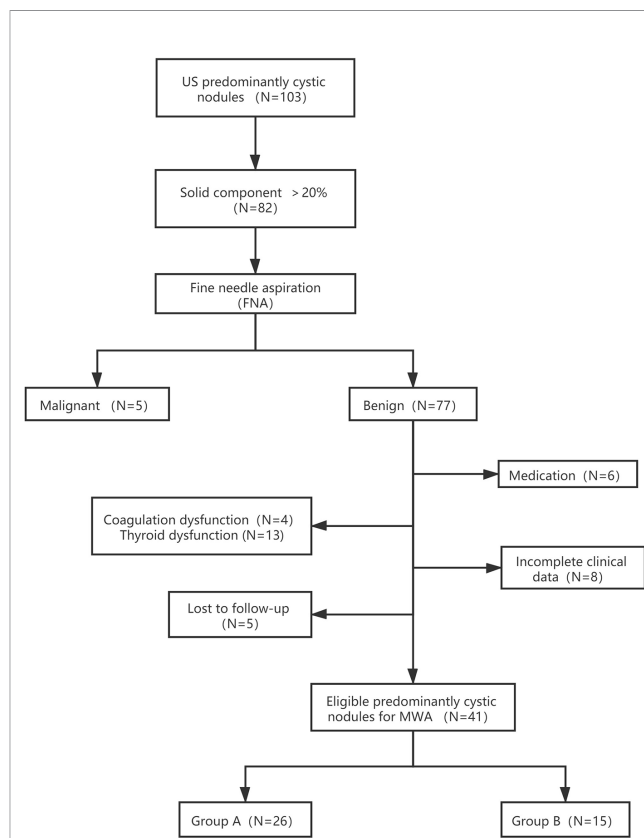 US predominantly cystic
nodules （N=103）
Solid component ＞20%
（N=82）
Fine needle aspiration
(FNA)
Malignant （N=5）
Benign （N=77）
Medication（N=6）
Coagulation dysfunction（N=4）
Thyroid dysfunction (N=13）
Incomplete clinical
data（N=8）
Lost to follow-up
（N=5）
Eligible predominantly cystic
nodules for MWA （N=41）
Group A（N=26）
Group B（N=15）